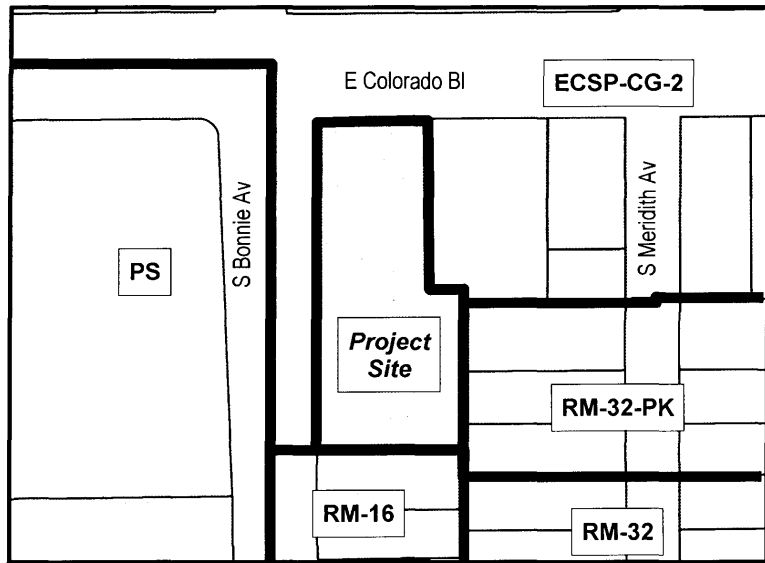 E Colorado Bl
ECSP-CG-2
S Bonnie Av
S Meridith Av
PS
Project
Site
RM-32-PK
RM-16
RM-32